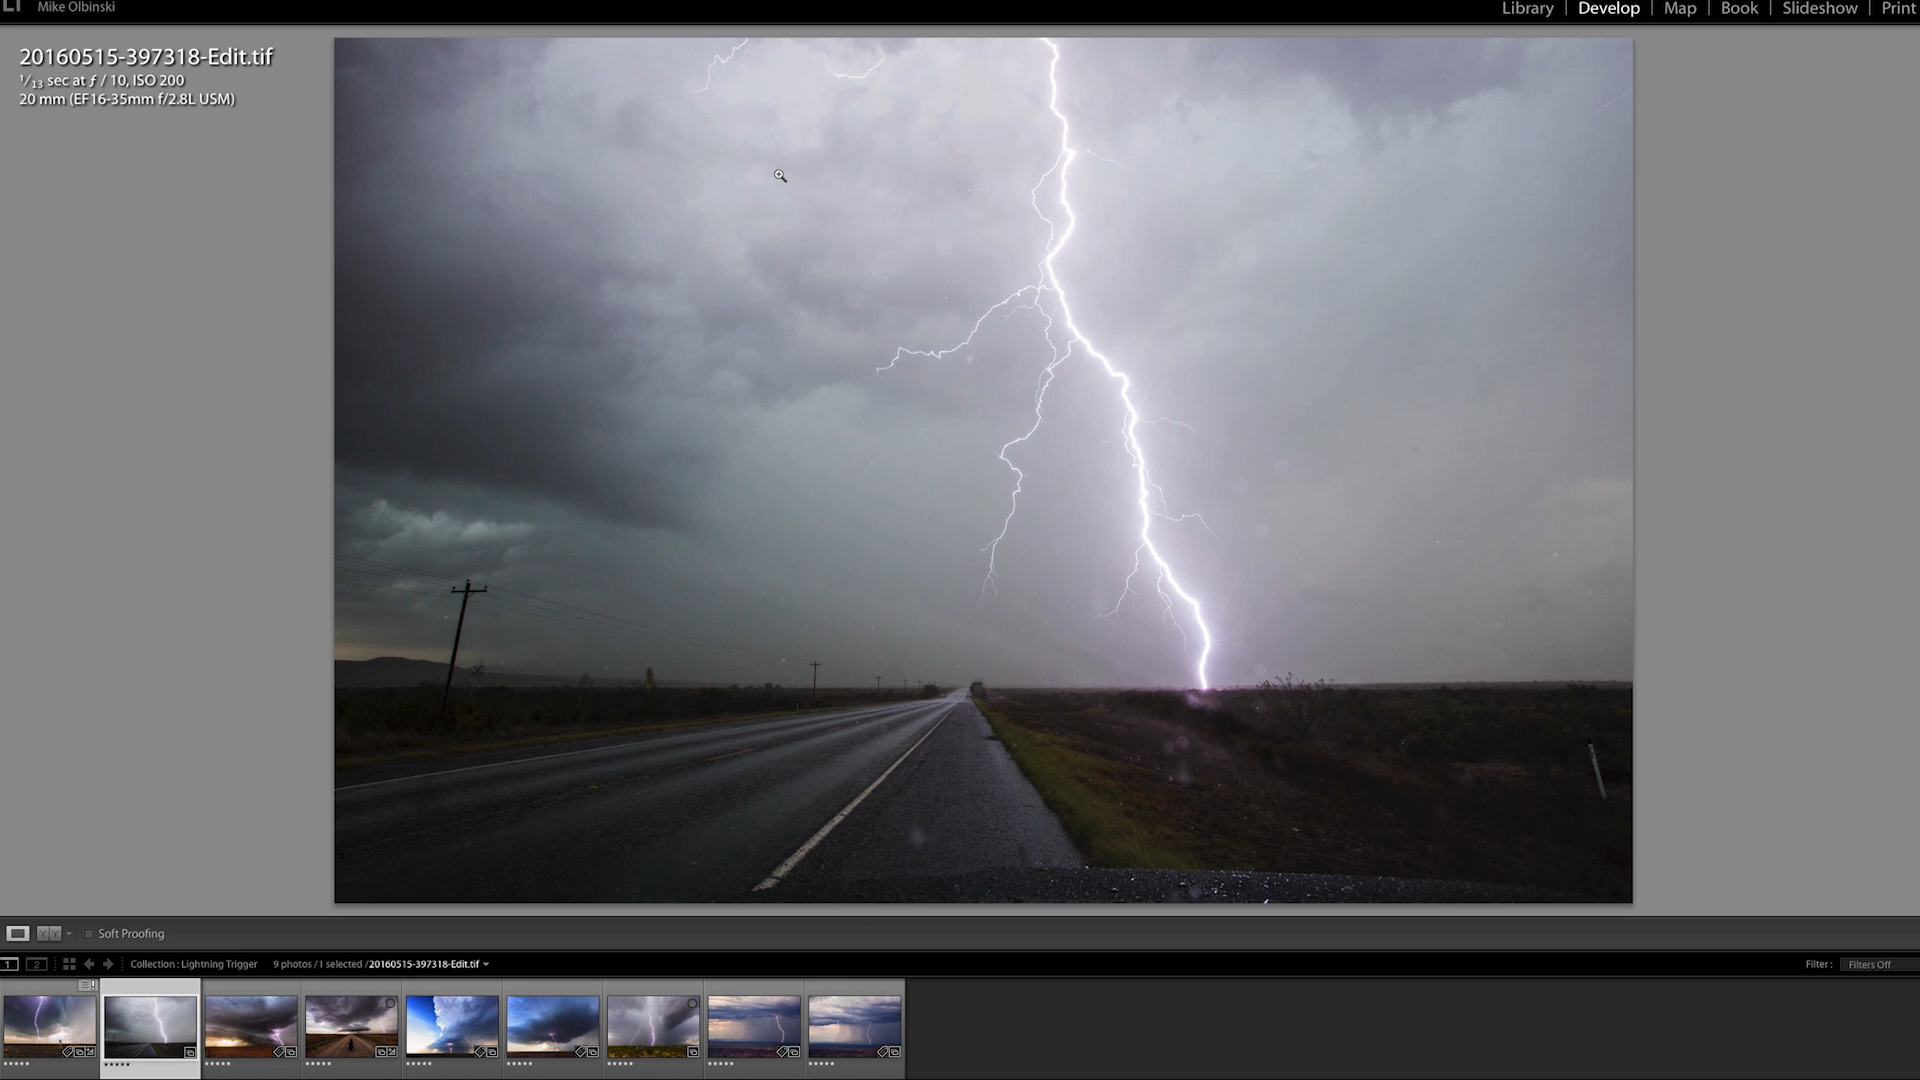 Lr Mike Olbinski
Library | Develop | Map | Book | Slideshow | Print
20160515-397318-Edit.tif
1/13 sec at ƒ / 10, ISO 200
20 mm (EF16-35mm f/2.8L USM)
YY Soft Proofing
1 2 Collection : Lightning Trigger 9 photos / 1 selected / 20160515-397318-Edit.tif Filter : Filters Off